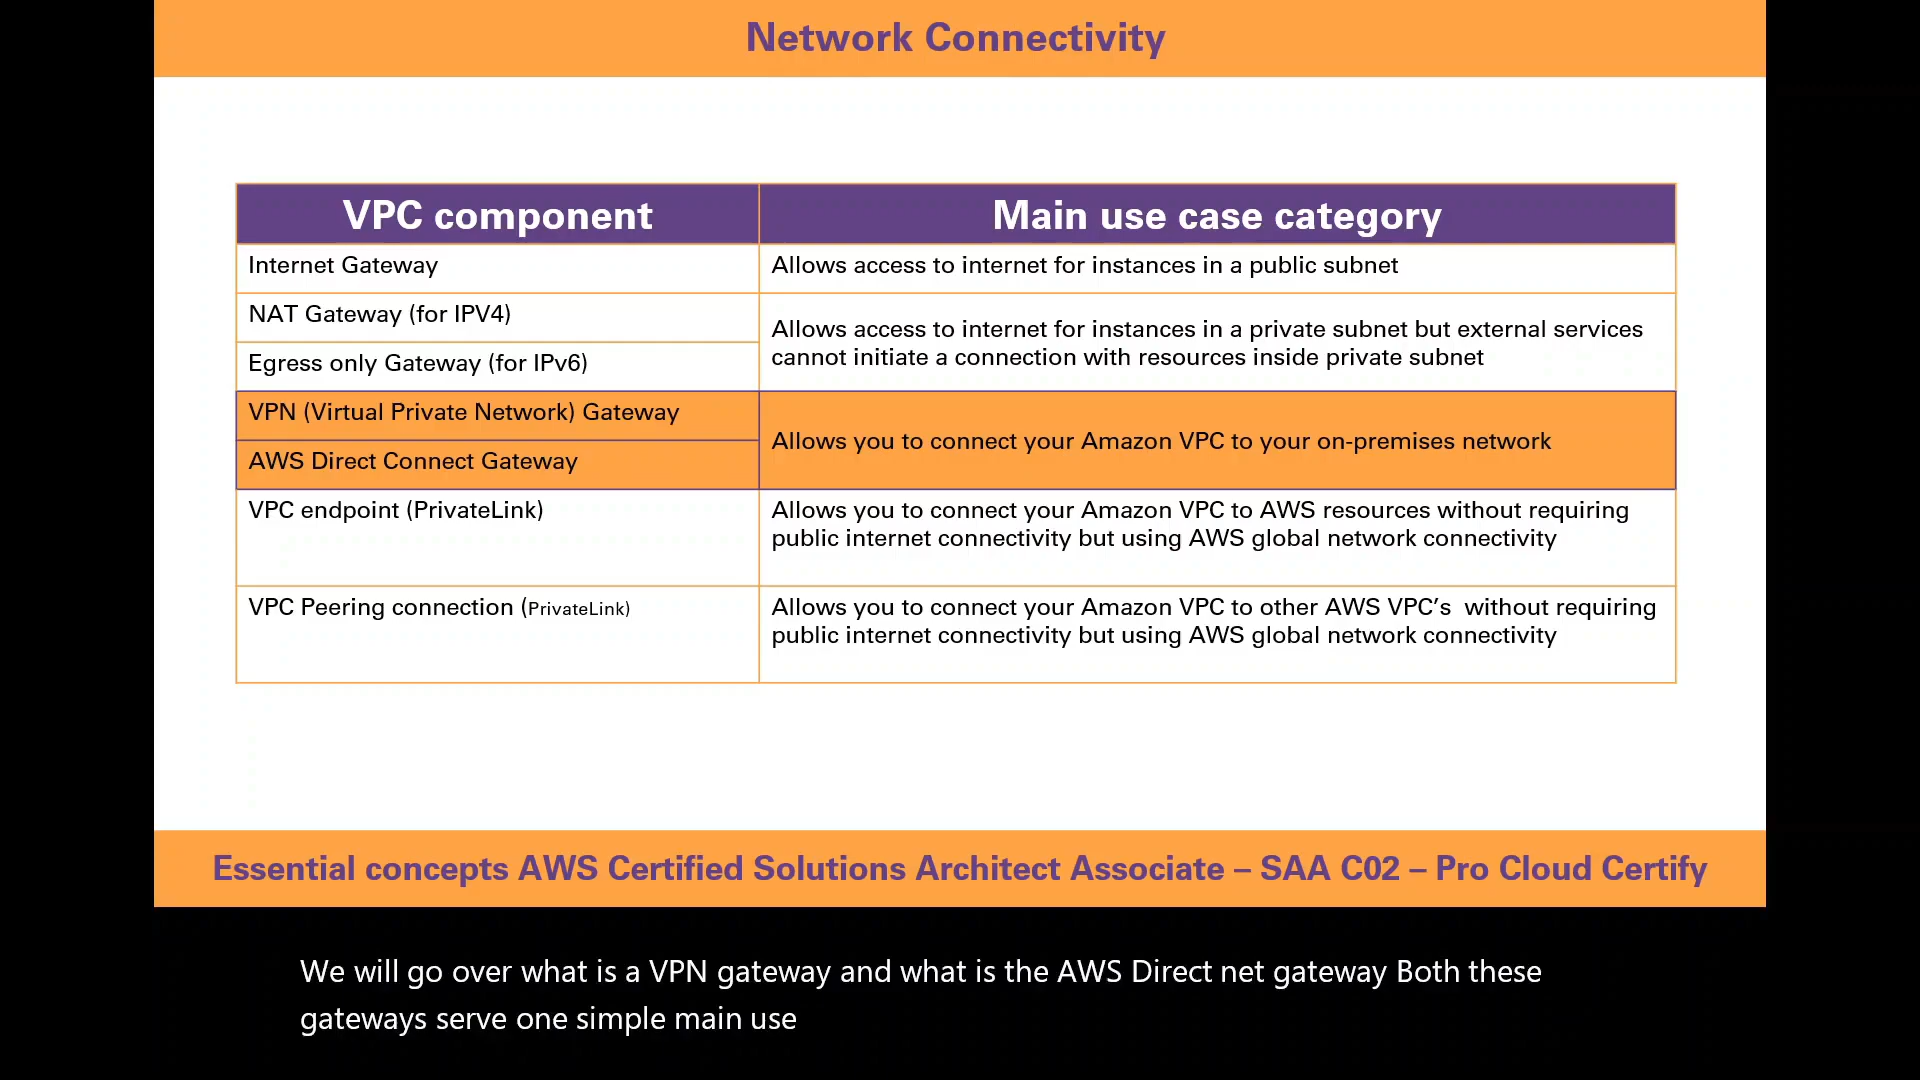 Network Connectivity
VPC component
Main use case category
Internet Gateway
Allows access to internet for instances in a public subnet
NAT Gateway (for IPV4)
Egress only Gateway (for IPv6)
Allows access to internet for instances in a private subnet but external services
cannot initiate a connection with resources inside private subnet
VPN (Virtual Private Network) Gateway
AWS Direct Connect Gateway
Allows you to connect your Amazon VPC to your on-premises network
VPC endpoint (PrivateLink)
Allows you to connect your Amazon VPC to AWS resources without requiring
public internet connectivity but using AWS global network connectivity
VPC Peering connection (PrivateLink)
Allows you to connect your Amazon VPC to other AWS VPC’s  without requiring
public internet connectivity but using AWS global network connectivity
Essential concepts AWS Certified Solutions Architect Associate – SAA C02 – Pro Cloud Certify
We will go over what is a VPN gateway and what is the AWS Direct net gateway Both these
gateways serve one simple main use